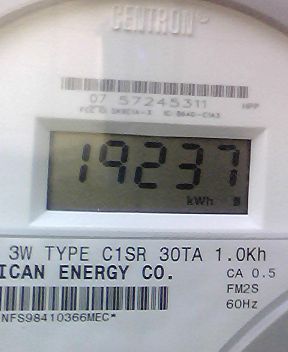 CENTRON
07 57245311 HPP
19237
kWh
3W TYPE C1SR 30TA 1.0Kh
ICAN ENERGY CO. CA 0.5
FM2S
60Hz
NFS98410366MEC*